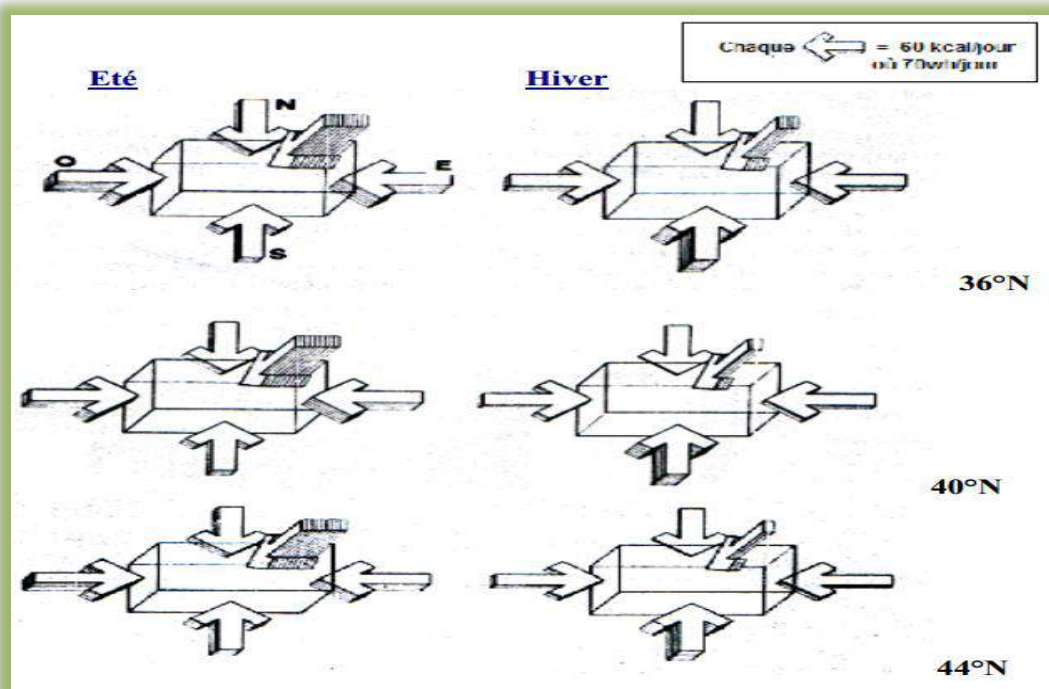 Chaque = 60 kcal/jour
où 70wh/jour
Eté
Hiver
N
O
E
S
36°N
40°N
44°N